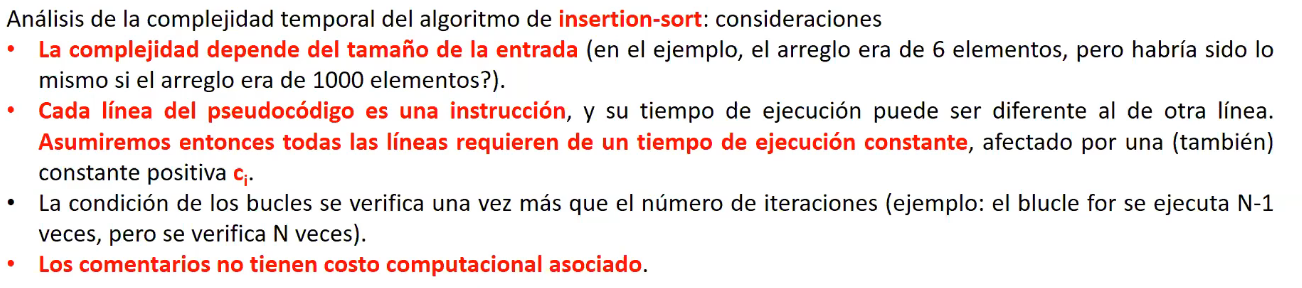 Análisis de la complejidad temporal del algoritmo de insertion-sort: consideraciones
• La complejidad depende del tamaño de la entrada (en el ejemplo, el arreglo era de 6 elementos, pero habría sido lo
mismo si el arreglo era de 1000 elementos?).
• Cada línea del pseudocódigo es una instrucción, y su tiempo de ejecución puede ser diferente al de otra línea.
Asumiremos entonces todas las líneas requieren de un tiempo de ejecución constante, afectado por una (también)
constante positiva cᵢ.
• La condición de los bucles se verifica una vez más que el número de iteraciones (ejemplo: el blucle for se ejecuta N-1
veces, pero se verifica N veces).
• Los comentarios no tienen costo computacional asociado.